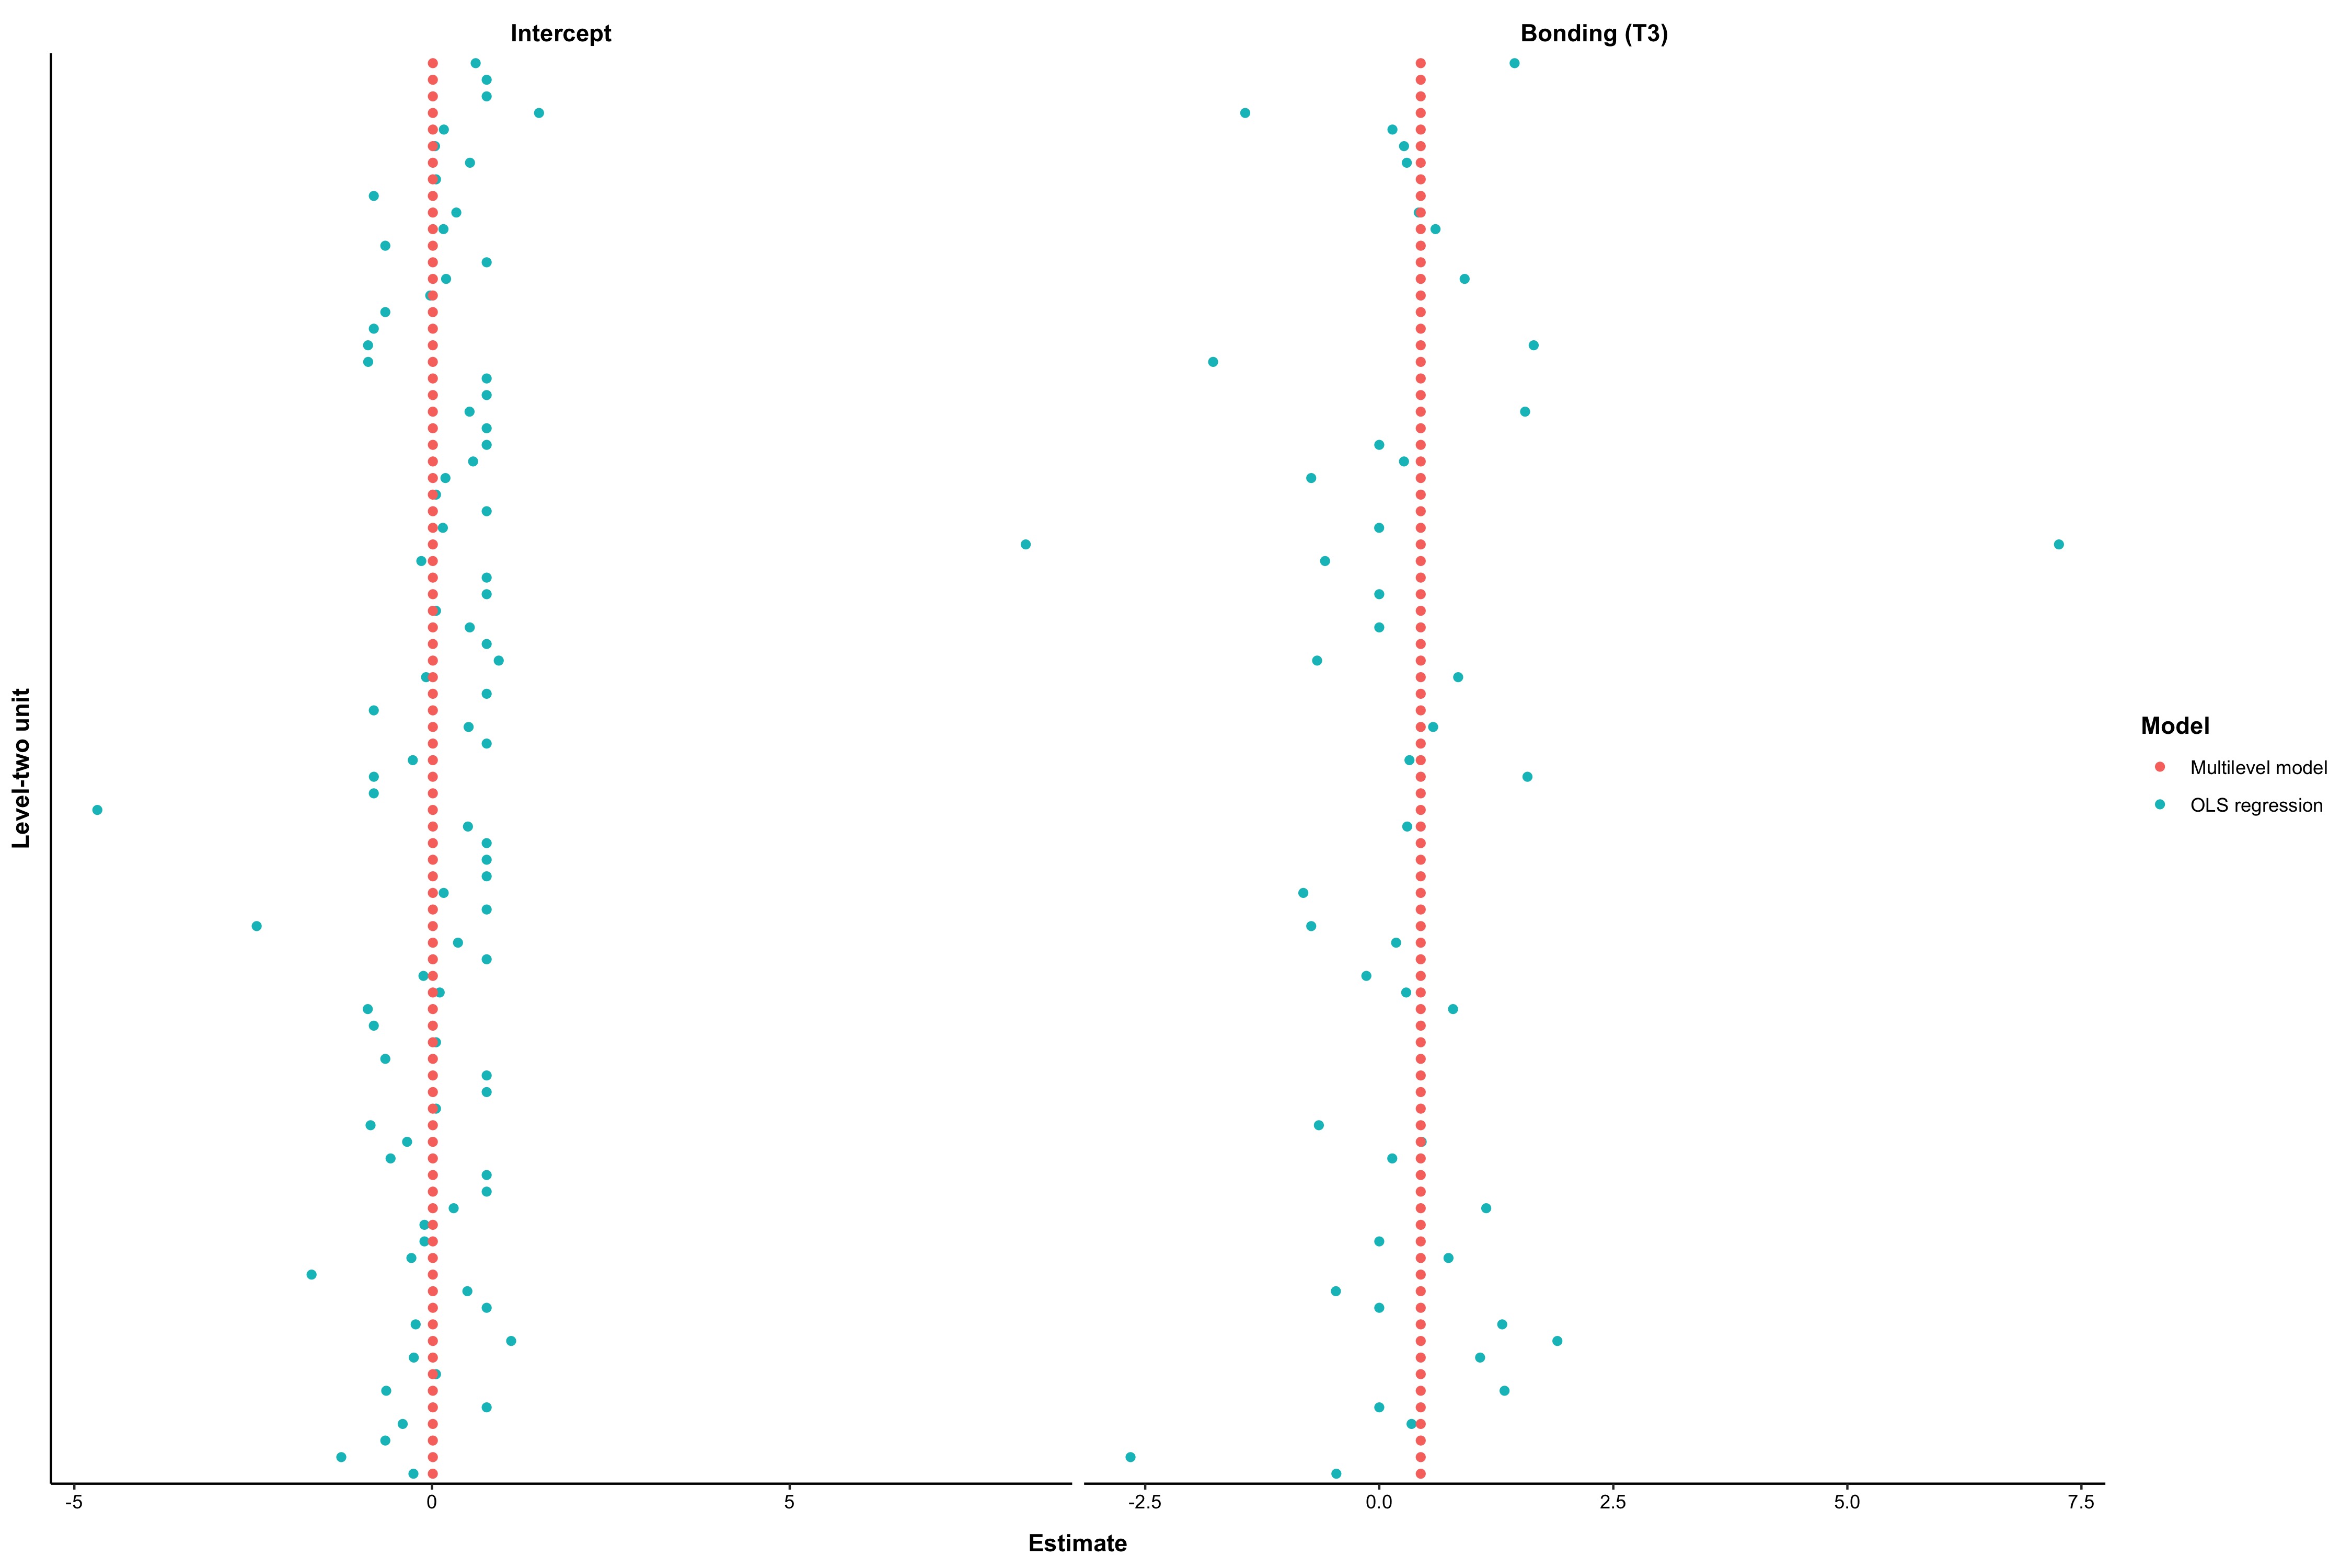 Intercept
Bonding (T3)
Level-two unit
Model
Multilevel model
OLS regression
-5
0
5
-2.5
0.0
2.5
5.0
7.5
Estimate